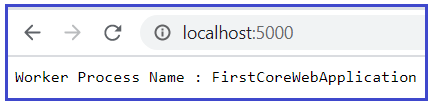 localhost:5000
Worker Process Name : FirstCoreWebApplication